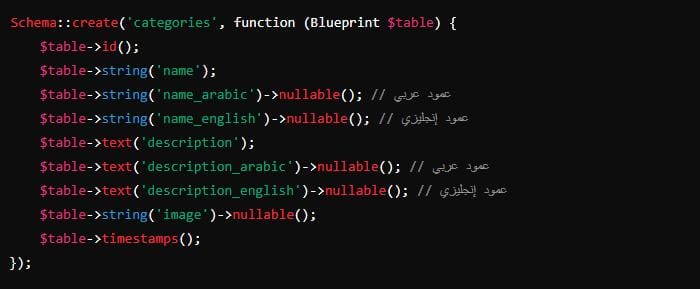 Schema::create('categories', function (Blueprint $table) {
    $table->id();
    $table->string('name');
    $table->string('name_arabic')->nullable(); // عمود عربي
    $table->string('name_english')->nullable(); // عمود إنجليزي
    $table->text('description');
    $table->text('description_arabic')->nullable(); // عمود عربي
    $table->text('description_english')->nullable(); // عمود إنجليزي
    $table->string('image')->nullable();
    $table->timestamps();
});